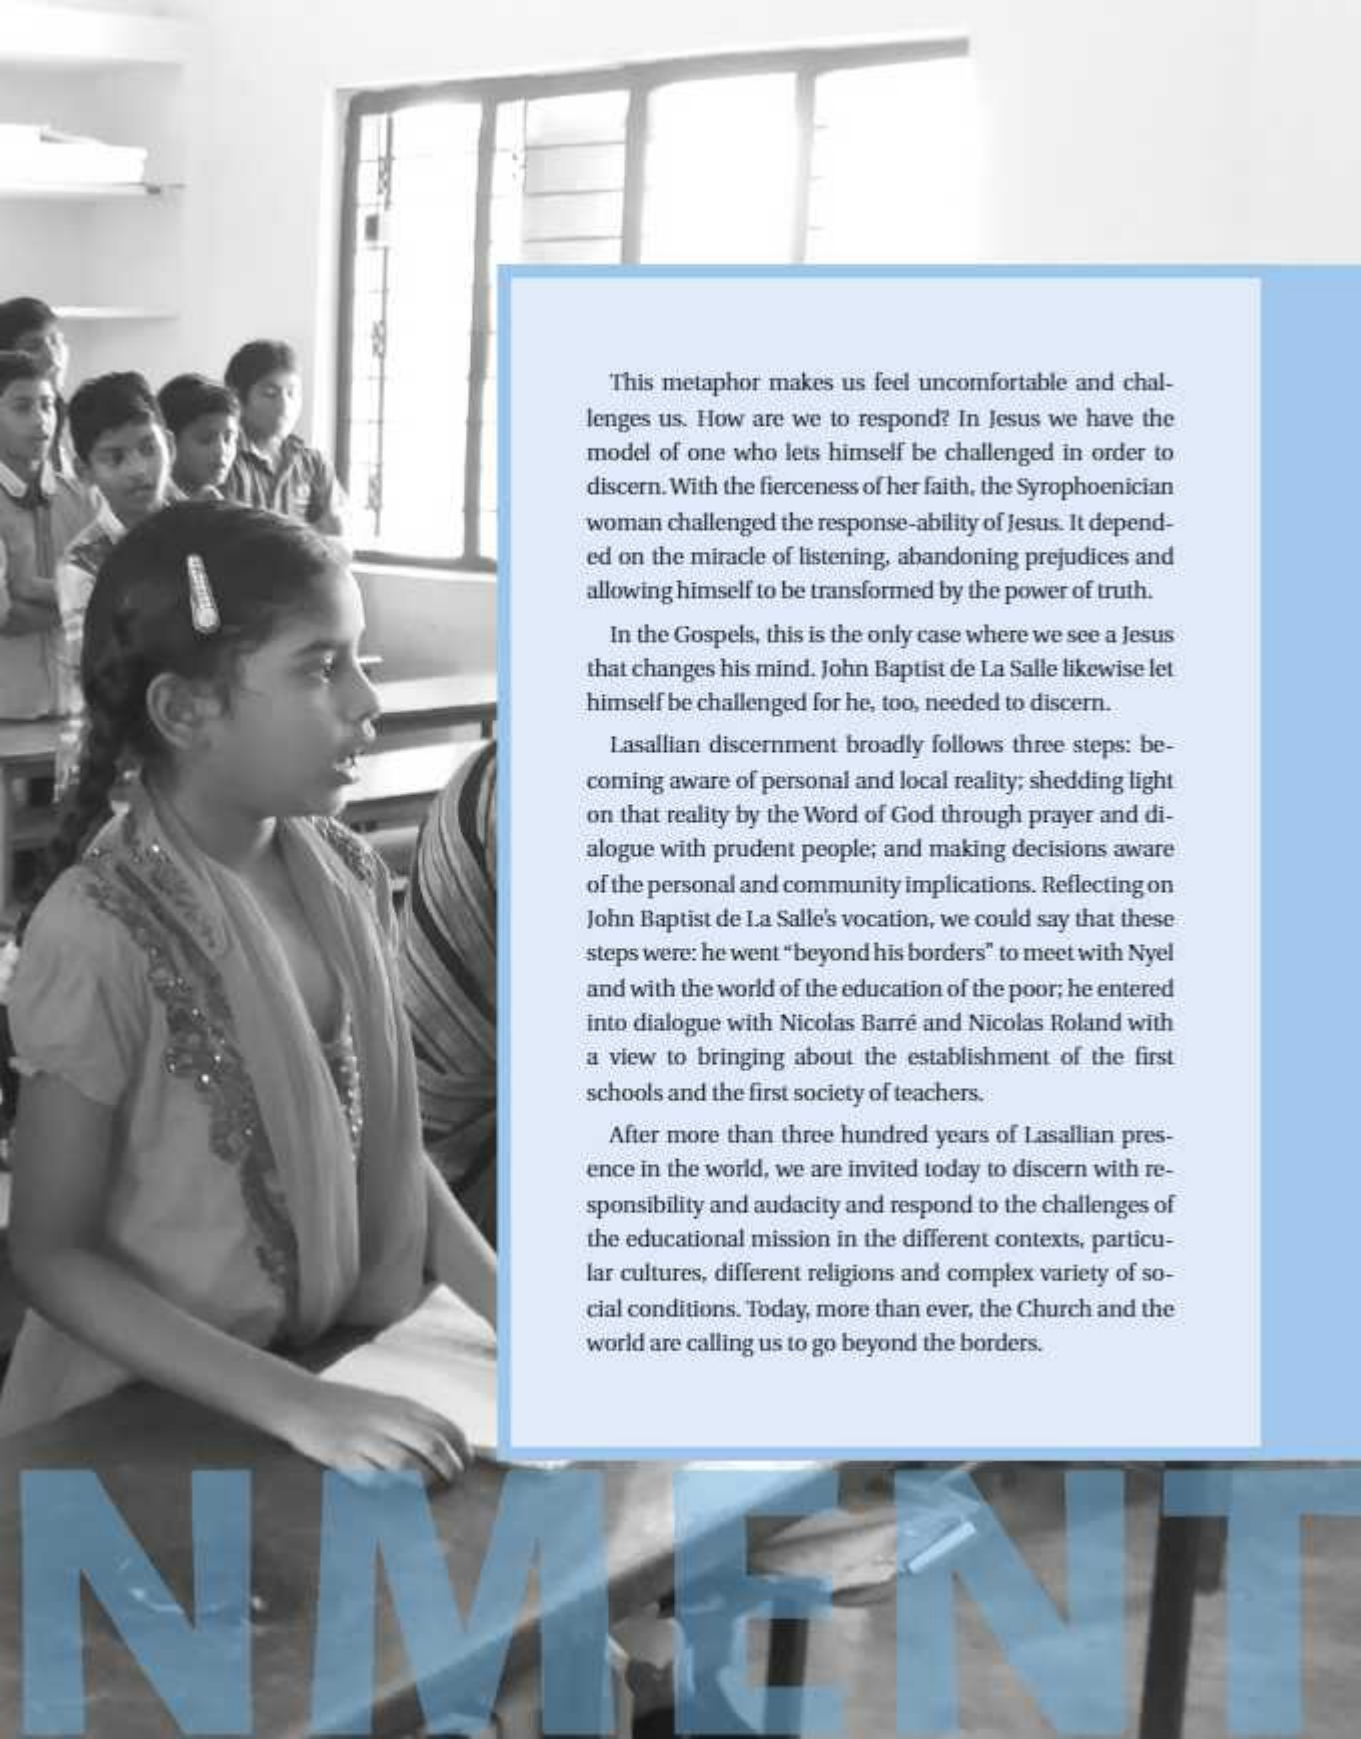 This metaphor makes us feel uncomfortable and chal-
lenges us. How are we to respond? In Jesus we have the
model of one who lets himself be challenged in order to
discern. With the fierceness of her faith, the Syrophoenician
woman challenged the response-ability of Jesus. It depend-
ed on the miracle of listening, abandoning prejudices and
allowing himself to be transformed by the power of truth.
In the Gospels, this is the only case where we see a Jesus
that changes his mind. John Baptist de La Salle likewise let
himself be challenged for he, too, needed to discern.
Lasallian discernment broadly follows three steps: be-
coming aware of personal and local reality; shedding light
on that reality by the Word of God through prayer and di-
alogue with prudent people; and making decisions aware
of the personal and community implications. Reflecting on
John Baptist de La Salle's vocation, we could say that these
steps were: he went “beyond his borders” to meet with Nyel
and with the world of the education of the poor; he entered
into dialogue with Nicolas Barré and Nicolas Roland with
a view to bringing about the establishment of the first
schools and the first society of teachers.
After more than three hundred years of Lasallian pres-
ence in the world, we are invited today to discern with re-
sponsibility and audacity and respond to the challenges of
the educational mission in the different contexts, particu-
lar cultures, different religions and complex variety of so-
cial conditions. Today, more than ever, the Church and the
world are calling us to go beyond the borders.
NMENT